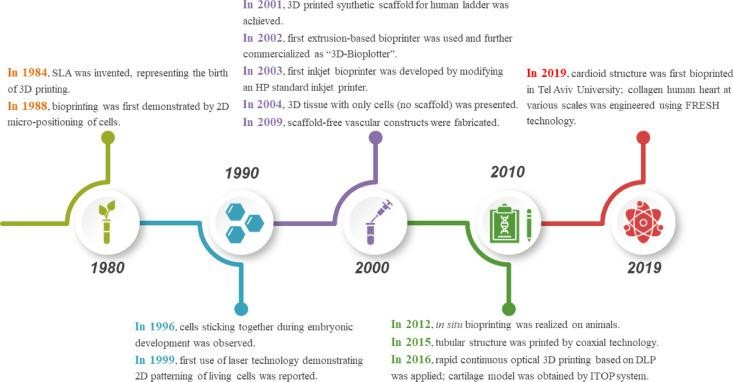 In 2001, 3D printed synthetic scaffold for human ladder was
achieved.
In 2002, first extrusion-based bioprinter was used and further
commercialized as “3D-Bioplotter”.
In 2003, first inkjet bioprinter was developed by modifying
an HP standard inkjet printer.
In 2004, 3D tissue with only cells (no scaffold) was presented.
In 2009, scaffold-free vascular constructs were fabricated.
In 1984, SLA was invented, representing the birth
of 3D printing.
In 1988, bioprinting was first demonstrated by 2D
micro-positioning of cells.
In 2019, cardioid structure was first bioprinted
in Tel Aviv University; collagen human heart at
various scales was engineered using FRESH
technology.
1990
2010
1980
2000
2019
In 1996, cells sticking together during embryonic
development was observed.
In 1999, first use of laser technology demonstrating
2D patterning of living cells was reported.
In 2012, in situ bioprinting was realized on animals.
In 2015, tubular structure was printed by coaxial technology.
In 2016, rapid continuous optical 3D printing based on DLP
was applied; cartilage model was obtained by ITOP system.